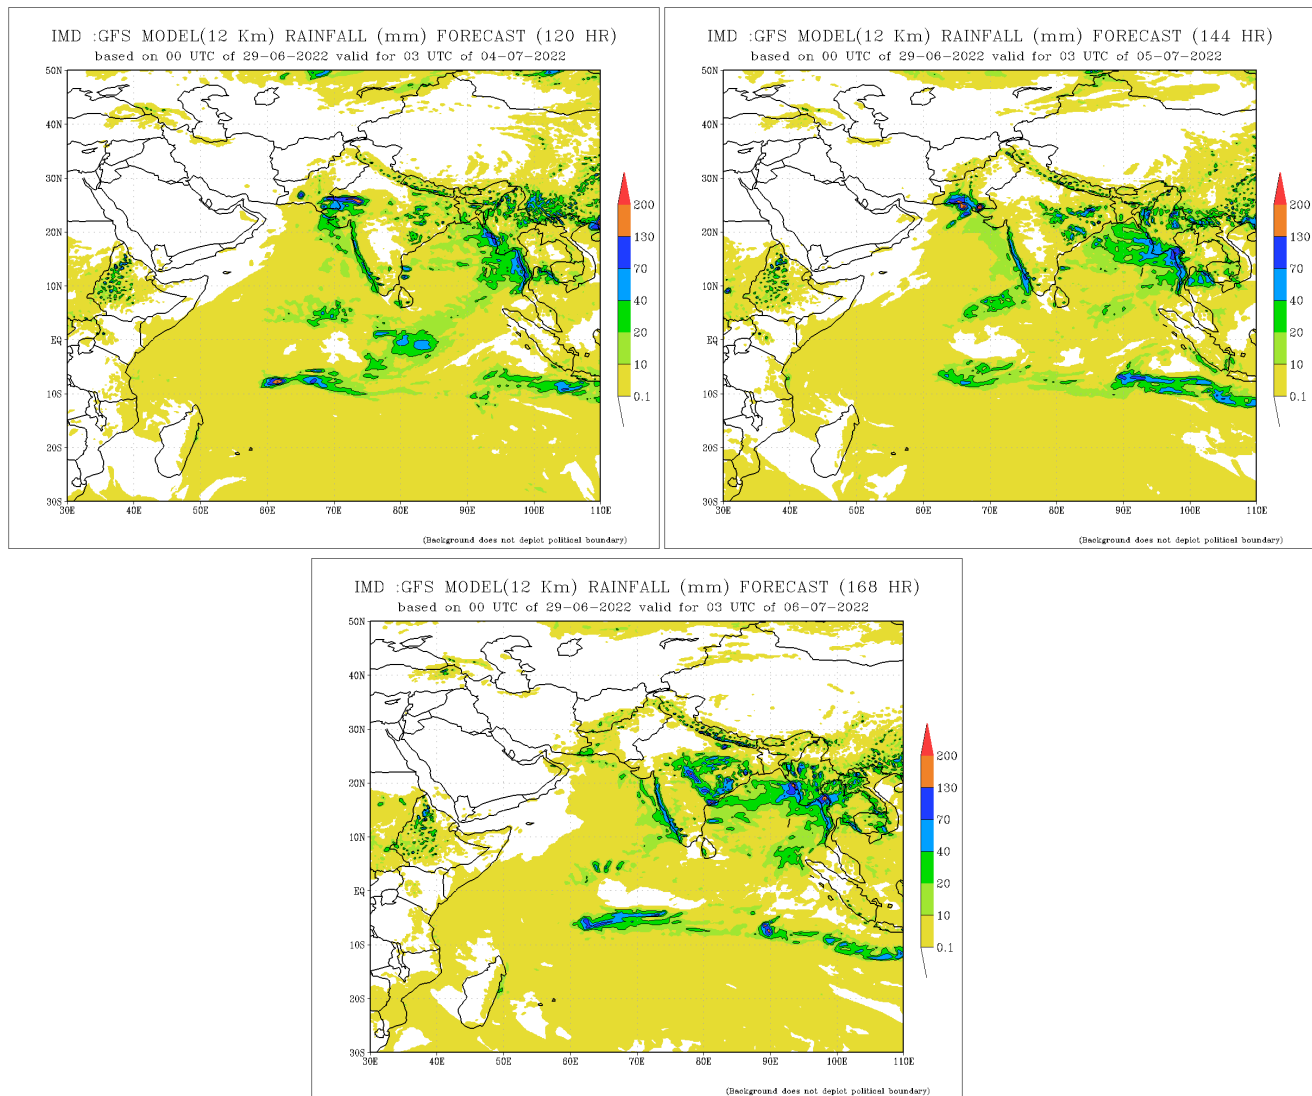 IMD :GFS MODEL(12 Km) RAINFALL (mm) FORECAST (120 HR)
based on 00 UTC of 29-06-2022 valid for 03 UTC of 04-07-2022
50N
40N
30N
20N
10N
EQ
10S
20S
30S
30E 40E 50E 60E 70E 80E 90E 100E 110E
200
130
70
40
20
10
0.1
(Background does not depict political boundary)
IMD :GFS MODEL(12 Km) RAINFALL (mm) FORECAST (144 HR)
based on 00 UTC of 29-06-2022 valid for 03 UTC of 05-07-2022
50N
40N
30N
20N
10N
EQ
10S
20S
30S
30E 40E 50E 60E 70E 80E 90E 100E 110E
200
130
70
40
20
10
0.1
(Background does not depict political boundary)
IMD :GFS MODEL(12 Km) RAINFALL (mm) FORECAST (168 HR)
based on 00 UTC of 29-06-2022 valid for 03 UTC of 06-07-2022
50N
40N
30N
20N
10N
EQ
10S
20S
30S
30E 40E 50E 60E 70E 80E 90E 100E 110E
200
130
70
40
20
10
0.1
(Background does not depict political boundary)